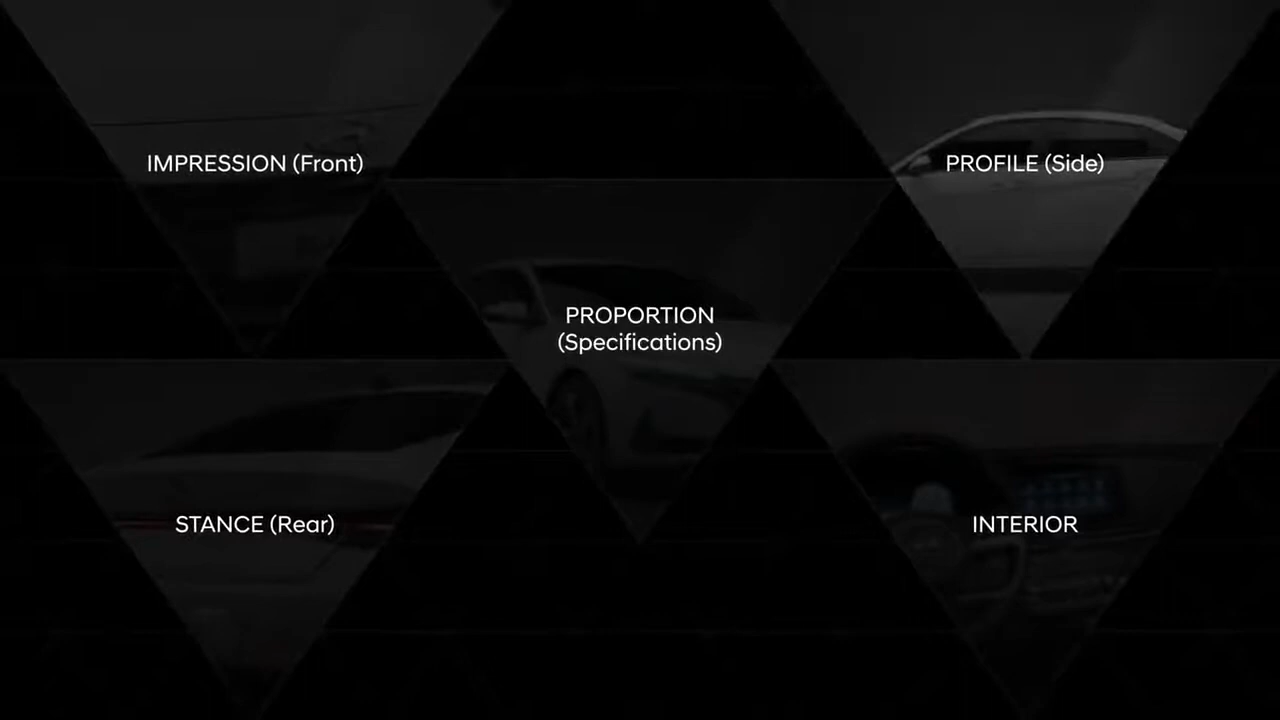 IMPRESSION (Front)
PROFILE (Side)
PROPORTION
(Specifications)
STANCE (Rear)
INTERIOR